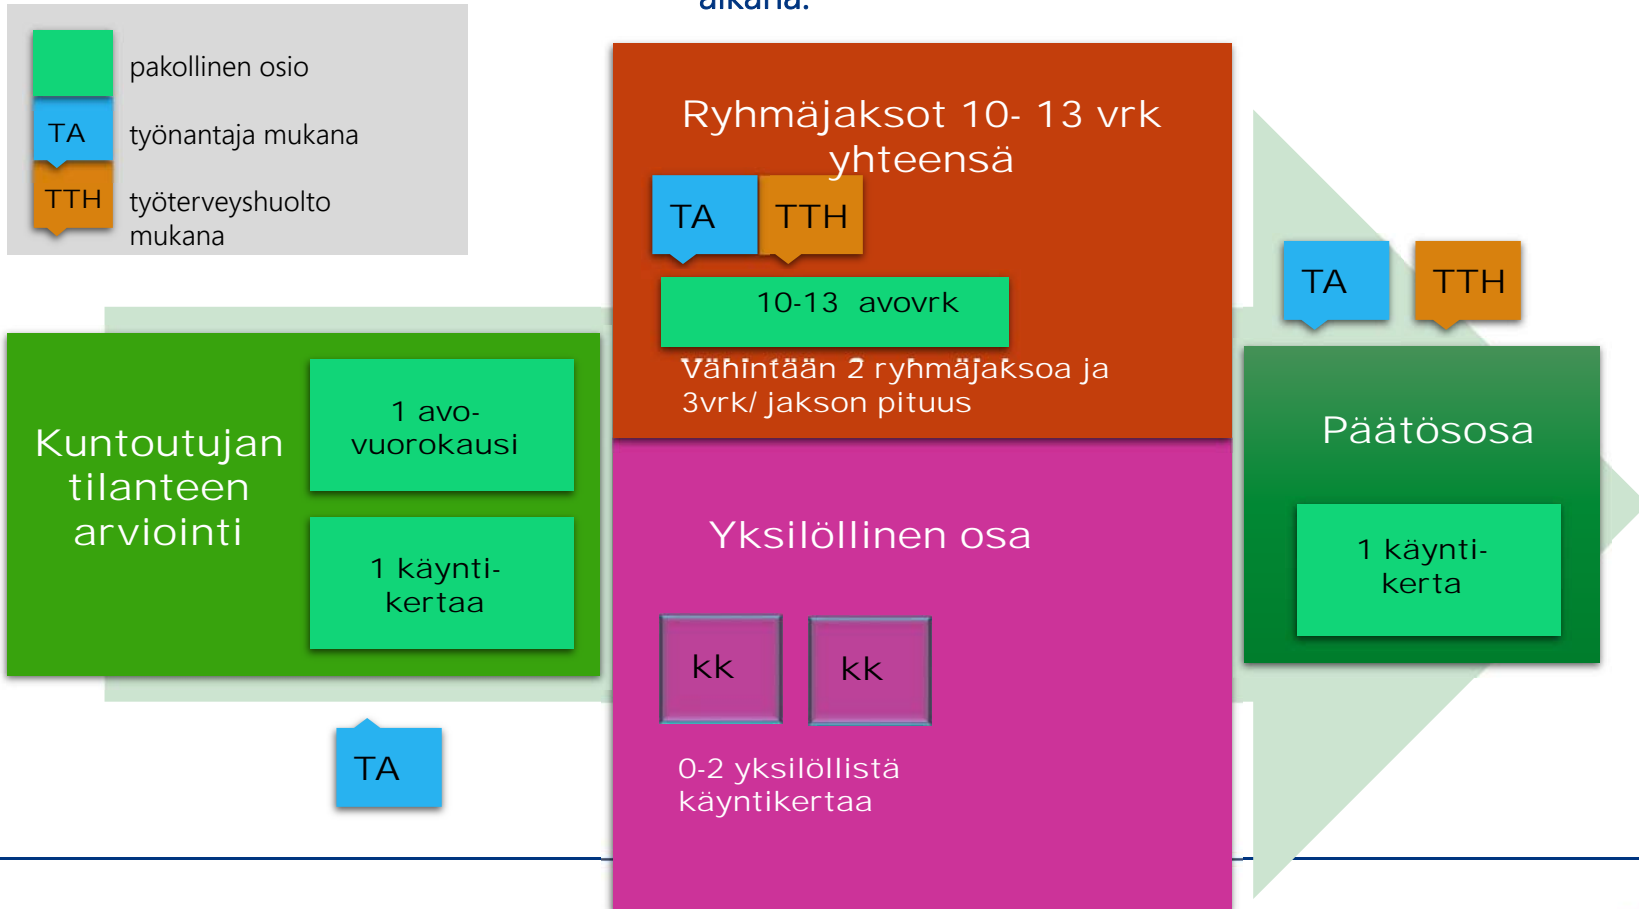 aikana.
pakollinen osio
TA
työnantaja mukana
TTH
työterveyshuolto
mukana
Kuntoutujan
tilanteen
arviointi
1 avo-
vuorokausi
1 käynti-
kertaa
TA
Ryhmäjaksot 10- 13 vrk
yhteensä
TA
TTH
10-13 avovrk
Vähintään 2 ryhmäjaksoa ja
3vrk/ jakson pituus
Yksilöllinen osa
kk
kk
0-2 yksilöllistä
käyntikertaa
TA
TTH
Päätösosa
1 käynti-
kerta